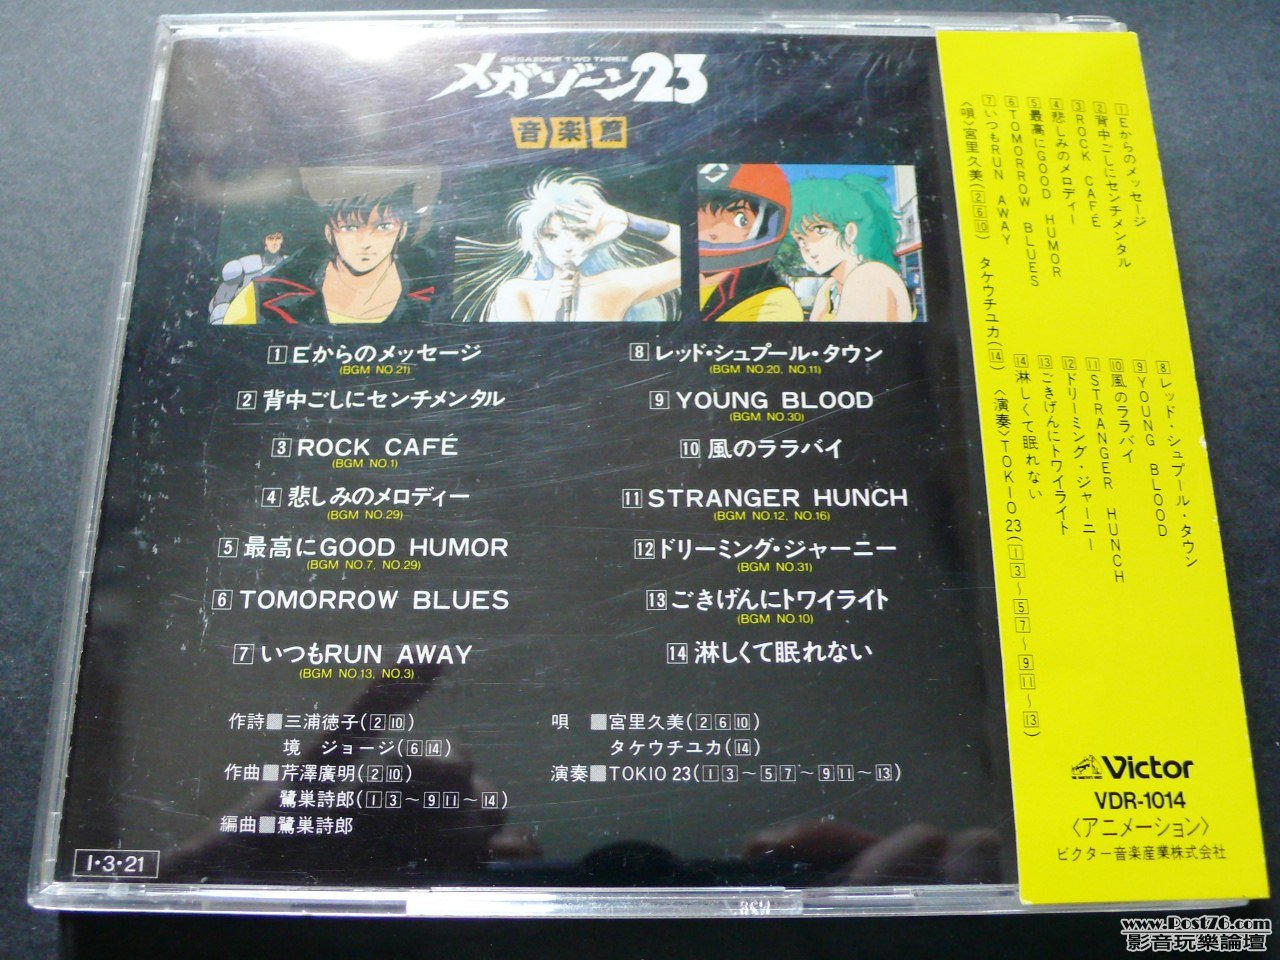 MEGAZONE TWO THREE
メガゾーン23
音楽篇
1 Eからのメッセージ
(BGM NO.21)
2 背中ごしにセンチメンタル
3 ROCK CAFÉ
(BGM NO.1)
4 悲しみのメロディー
(BGM NO.29)
5 最高にGOOD HUMOR
(BGM NO.7, NO.29)
6 TOMORROW BLUES
7 いつもRUN AWAY
(BGM NO.13, NO.3)
8 レッド・シュプール・タウン
(BGM NO.20, NO.11)
9 YOUNG BLOOD
(BGM NO.30)
10 風のララバイ
11 STRANGER HUNCH
(BGM NO.12, NO.16)
12 ドリーミング・ジャーニー
(BGM NO.31)
13 ごきげんにトワイライト
(BGM NO.10)
14 淋しくて眠れない
作詩 三浦徳子(2 10)
境 ジョージ(6 14)
作曲 芹澤廣明(2 10)
鷺巣詩郎(1 3～9 11～14)
編曲 鷺巣詩郎
唄 宮里久美(2 6 10)
タケウチユカ(14)
演奏 TOKIO 23(1 3～5 7～9 11～13)
I・3・21
1 Eからのメッセージ
2 背中ごしにセンチメンタル
3 ROCK CAFÉ
4 悲しみのメロディー
5 最高にGOOD HUMOR
6 TOMORROW BLUES
7 いつもRUN AWAY
8 レッド・シュプール・タウン
9 YOUNG BLOOD
10 風のララバイ
11 STRANGER HUNCH
12 ドリーミング・ジャーニー
13 ごきげんにトワイライト
14 淋しくて眠れない
〈唄〉宮里久美(2 6 10) タケウチユカ(14) 〈演奏〉TOKIO 23(1 3～5 7～9 11～13)
Victor
VDR-1014
〈アニメーション〉
ビクター音楽産業株式会社
www.Post76.com
影音玩樂論壇